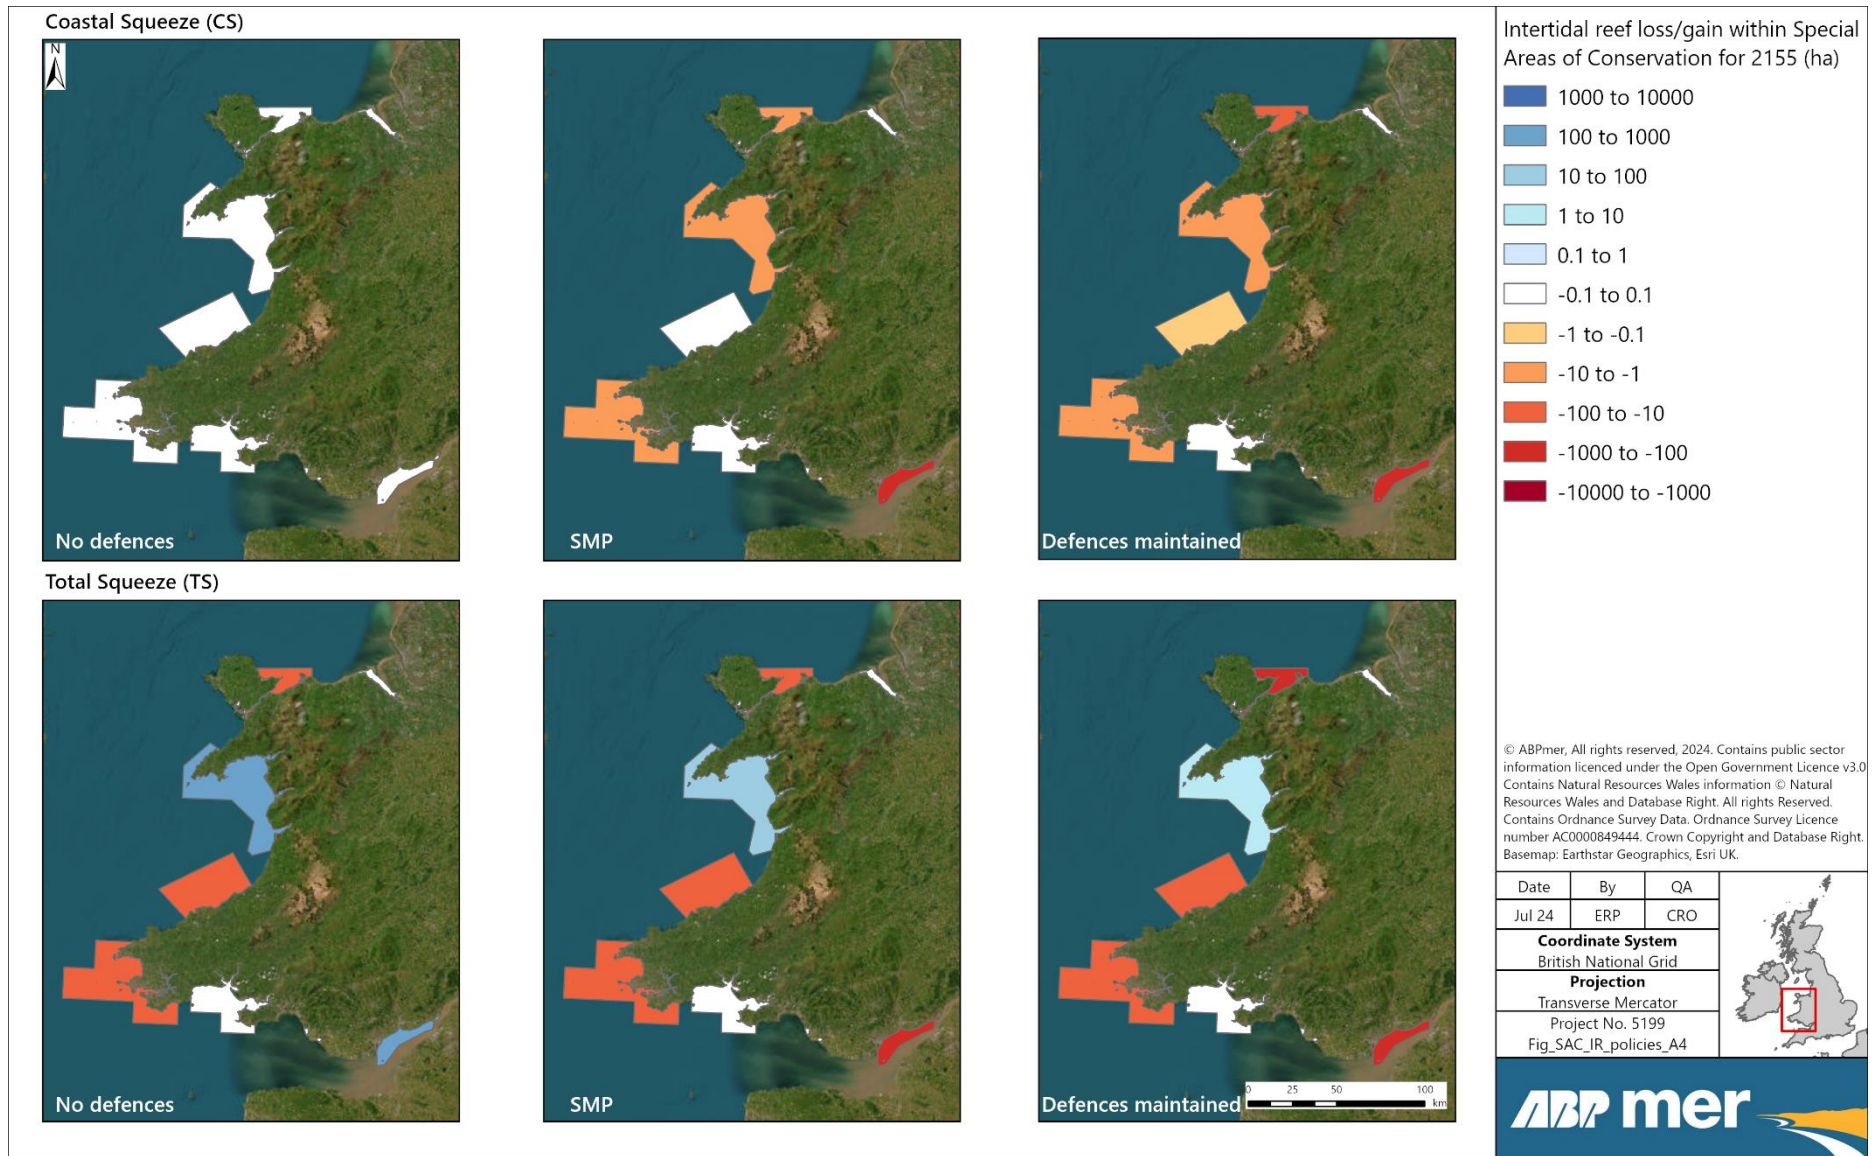 Coastal Squeeze (CS)
N
No defences
SMP
Defences maintained
Total Squeeze (TS)
No defences
SMP
Defences maintained
0 25 50 100
km
Intertidal reef loss/gain within Special
Areas of Conservation for 2155 (ha)
1000 to 10000
100 to 1000
10 to 100
1 to 10
0.1 to 1
-0.1 to 0.1
-1 to -0.1
-10 to -1
-100 to -10
-1000 to -100
-10000 to -1000
© ABPmer, All rights reserved, 2024. Contains public sector
information licenced under the Open Government Licence v3.0
Contains Natural Resources Wales information © Natural
Resources Wales and Database Right. All rights Reserved.
Contains Ordnance Survey Data. Ordnance Survey Licence
number AC0000849444. Crown Copyright and Database Right.
Basemap: Earthstar Geographics, Esri UK.
Date By QA
Jul 24 ERP CRO
Coordinate System
British National Grid
Projection
Transverse Mercator
Project No. 5199
Fig_SAC_IR_policies_A4
ABP mer